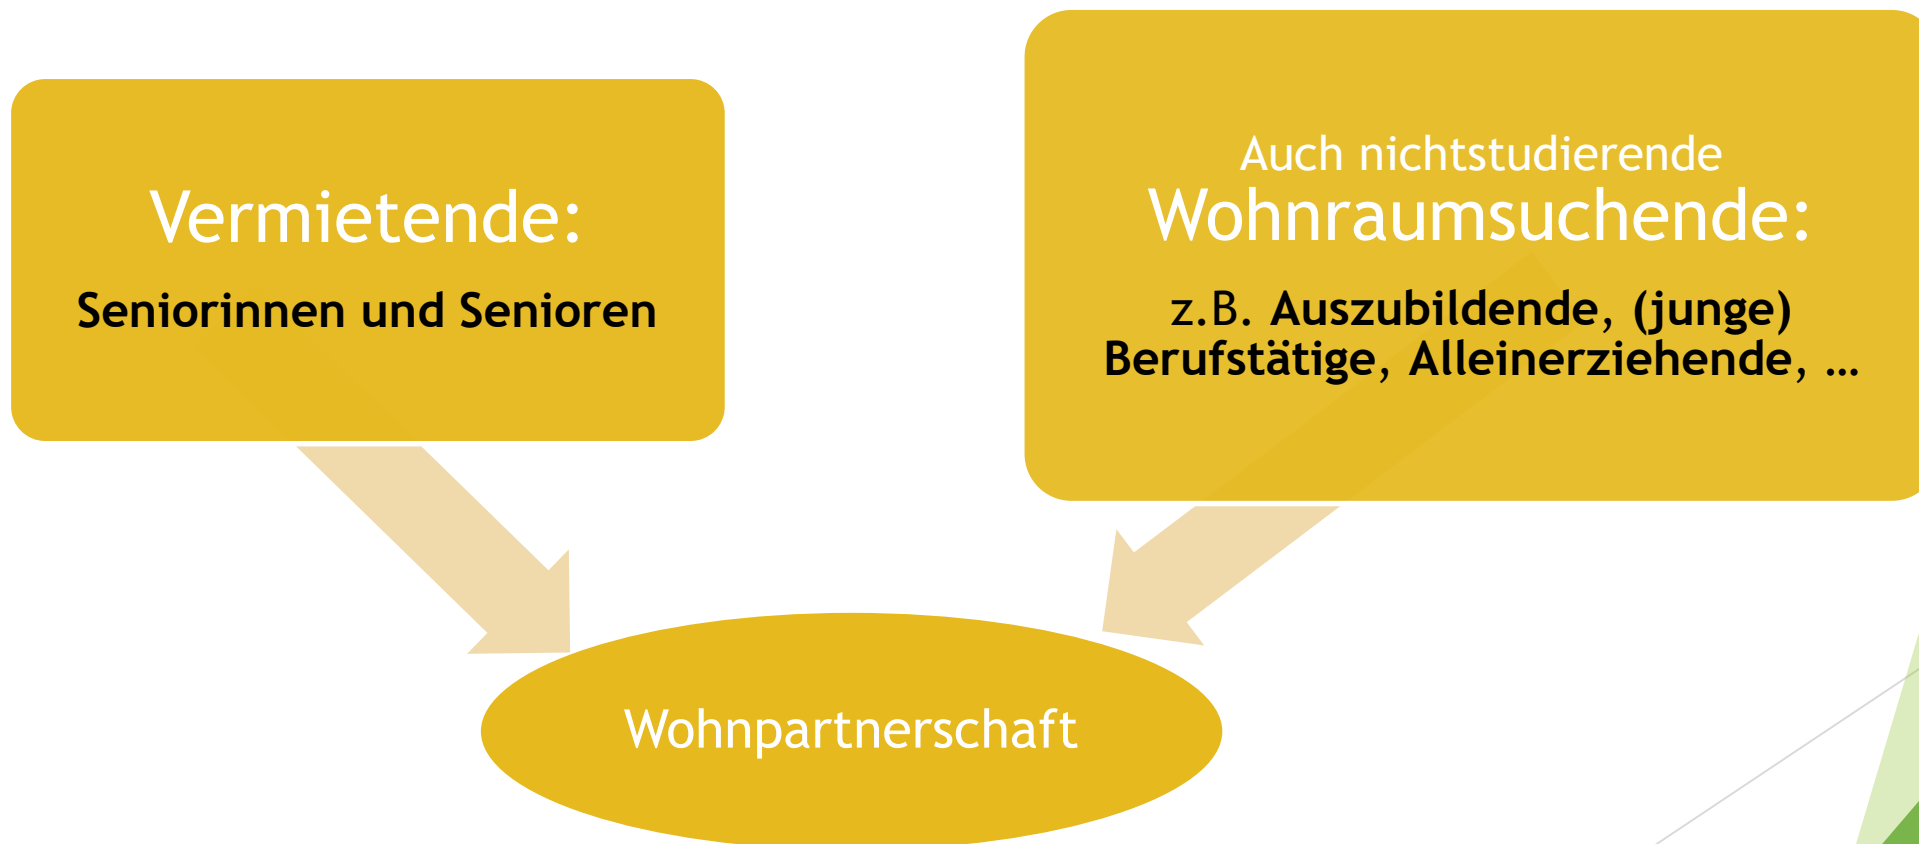 Vermietende:
Seniorinnen und Senioren
Auch nichtstudierende
Wohnraumsuchende:
z.B. Auszubildende, (junge)
Berufstätige, Alleinerziehende, …
Wohnpartnerschaft